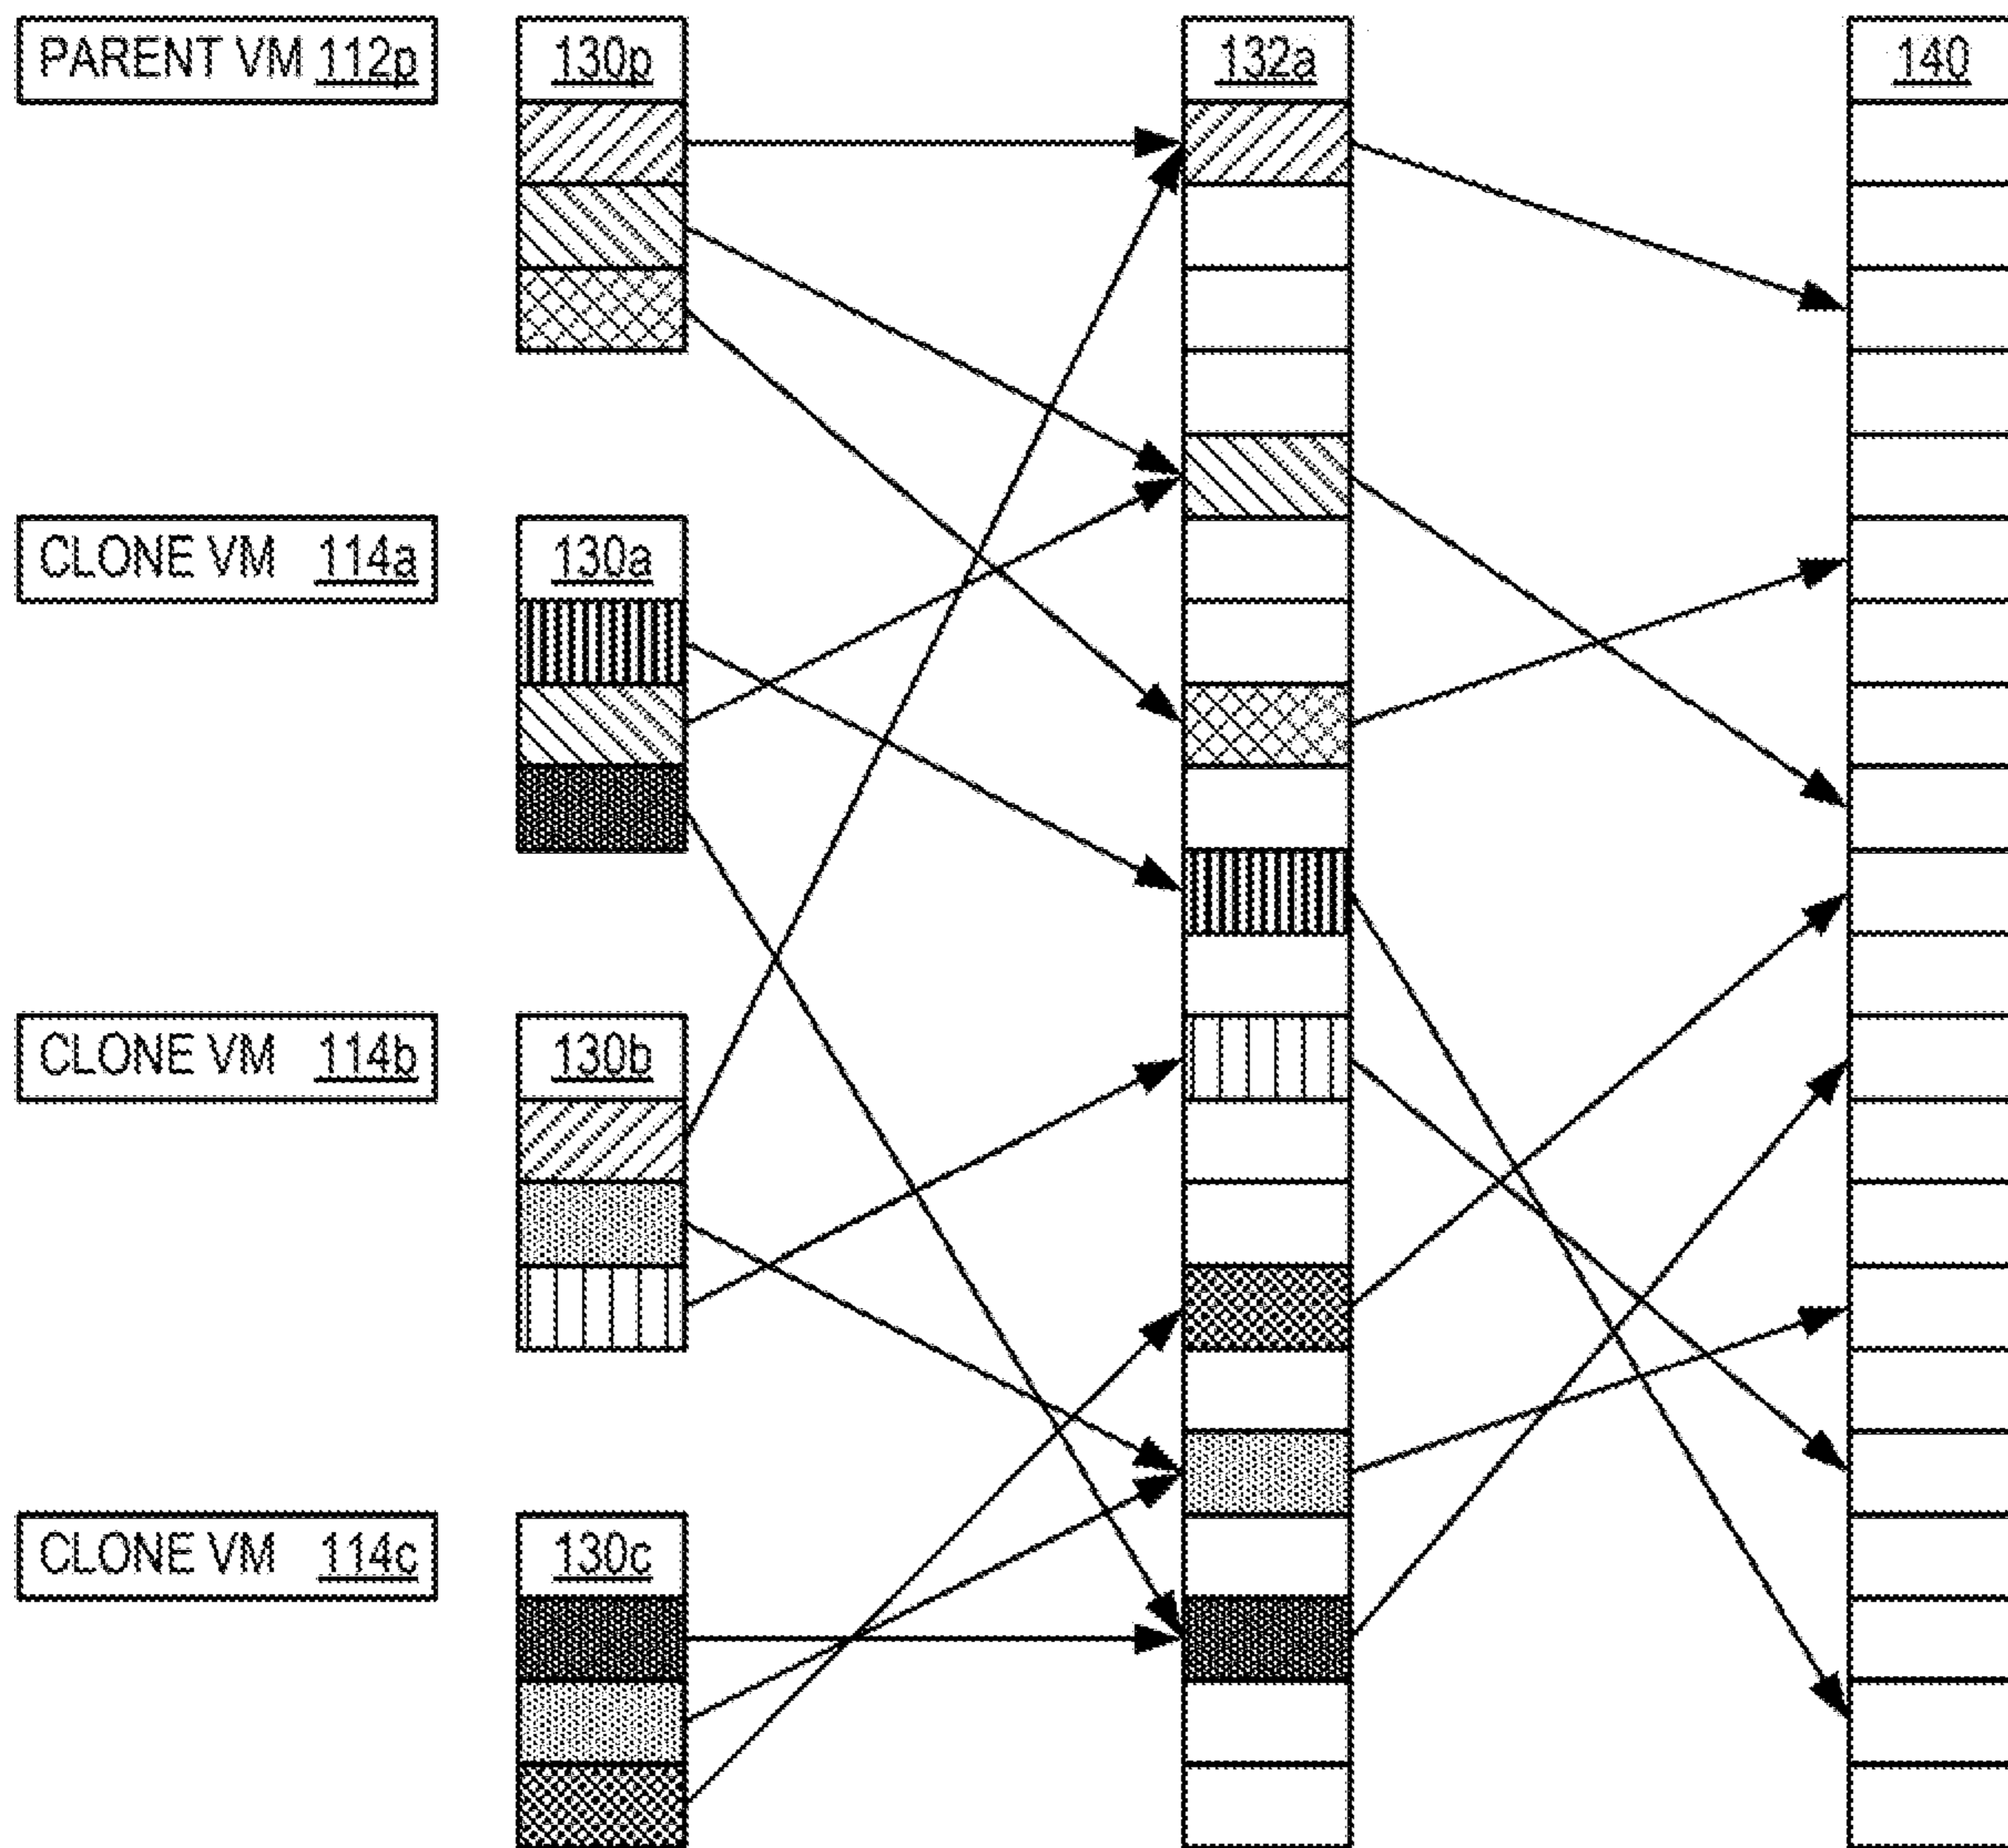 PARENT VM 112p
130p
132a
140
CLONE VM 114a
130a
CLONE VM 114b
130b
CLONE VM 114c
130c